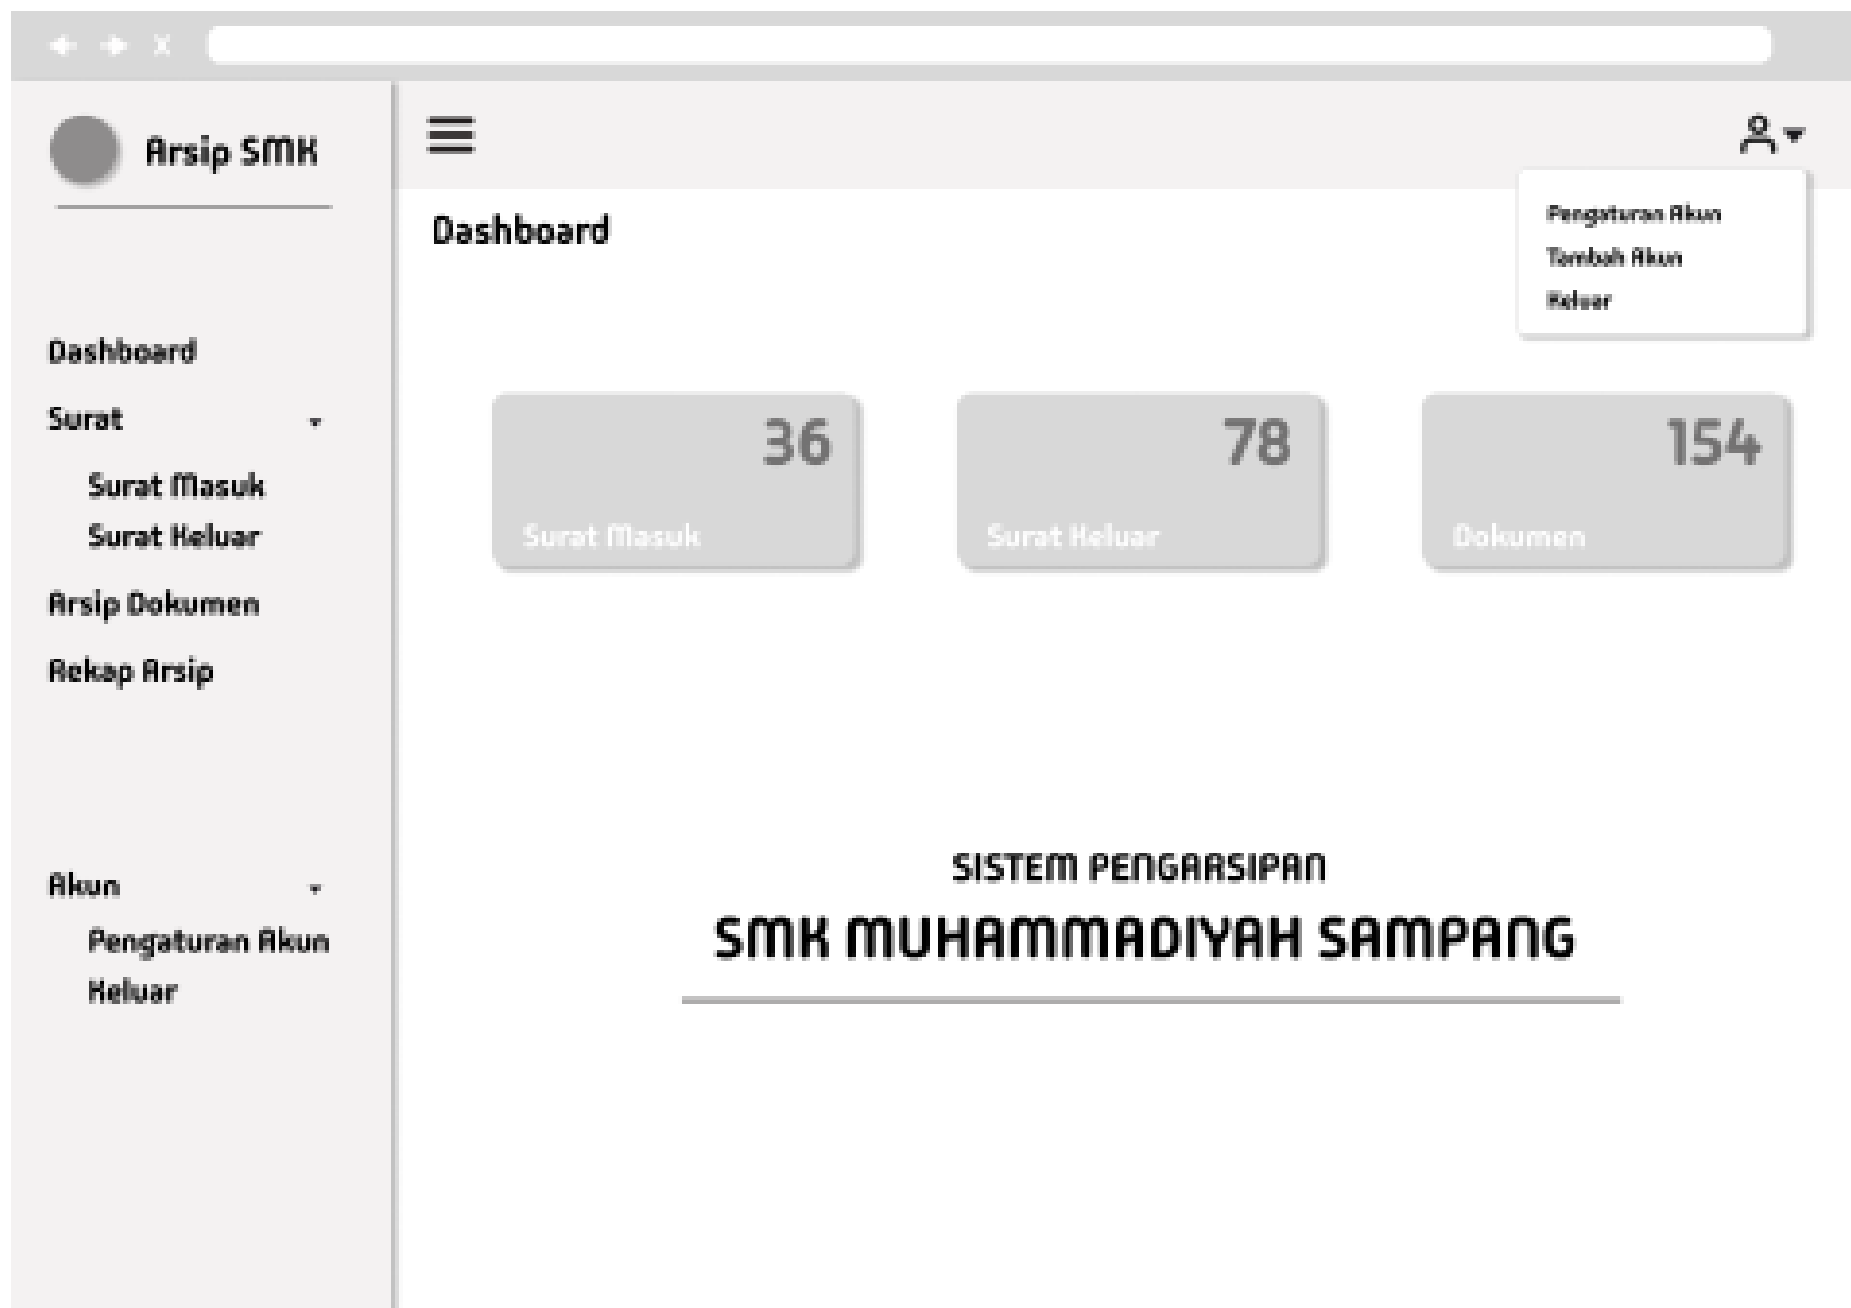 Arsip SMK
Dashboard
Surat
Surat Masuk
Surat Keluar
Arsip Dokumen
Rekap Arsip
Akun
Pengaturan Akun
Keluar
Pengaturan Akun
Tambah Akun
Keluar
Dashboard
36
Surat Masuk
78
Surat Keluar
154
Dokumen
SISTEM PENGARSIPAN
SMK MUHAMMADIYAH SAMPANG